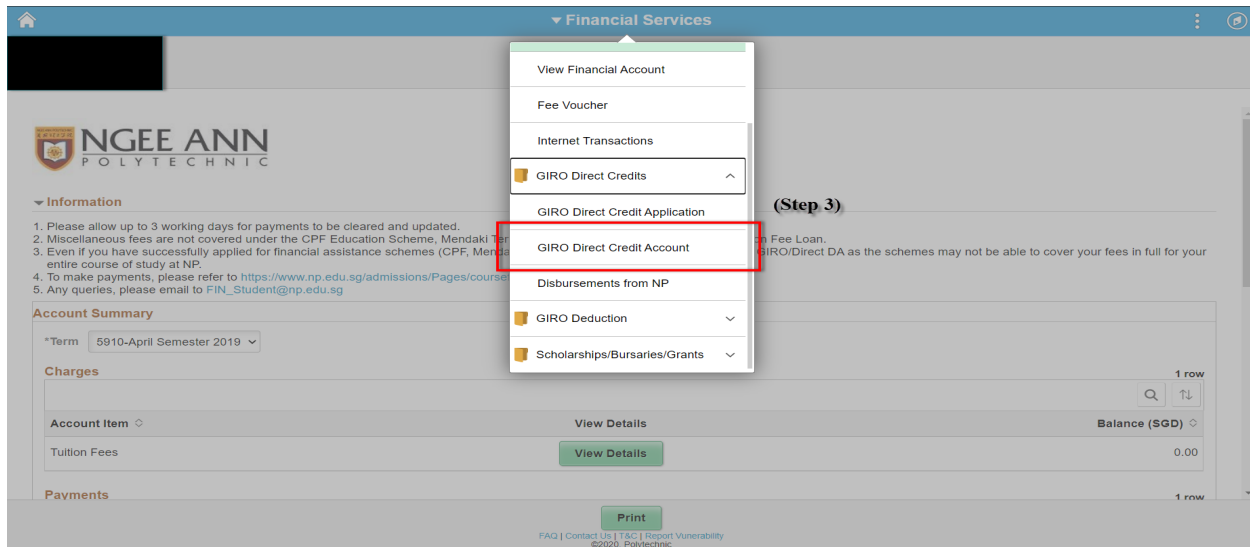 Financial Services
View Financial Account
Fee Voucher
Internet Transactions
GIRO Direct Credits
GIRO Direct Credit Application
(Step 3)
GIRO Direct Credit Account
Disbursements from NP
GIRO Deduction
Scholarships/Bursaries/Grants
NGEE ANN
POLYTECHNIC
Information
1. Please allow up to 3 working days for payments to be cleared and updated.
2. Miscellaneous fees are not covered under the CPF Education Scheme, Mendaki Fee Loan.
3. Even if you have successfully applied for financial assistance schemes (CPF, GIRO/Direct DA as the schemes may not be able to cover your fees in full for your
entire course of study at NP.
4. To make payments, please refer to https://www.np.edu.sg/admissions/Pages/course
5. Any queries, please email to FIN_Student@np.edu.sg
Account Summary
*Term 5910-April Semester 2019
Charges
1 row
Account Item View Details Balance (SGD)
Tuition Fees View Details 0.00
Payments
1 row
Print
FAQ | Contact Us | T&C | Report Vunerability
©2020 Polytechnic